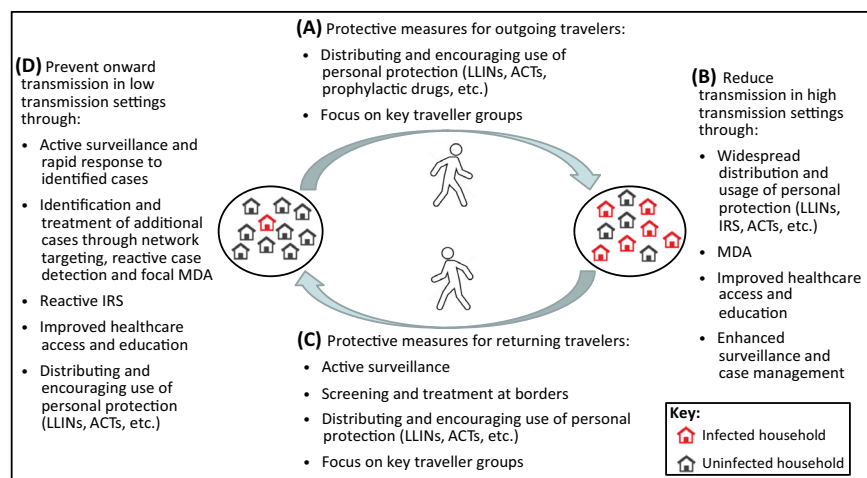 (A) Protective measures for outgoing travelers:
• Distributing and encouraging use of
personal protection (LLINs, ACTs,
prophylactic drugs, etc.)
• Focus on key traveller groups
(D) Prevent onward
transmission in low
transmission settings
through:
• Active surveillance and
rapid response to
identified cases
• Identification and
treatment of additional
cases through network
targeting, reactive case
detection and focal MDA
• Reactive IRS
• Improved healthcare
access and education
• Distributing and
encouraging use of
personal protection
(LLINs, ACTs, etc.)
(B) Reduce
transmission in high
transmission settings
through:
• Widespread
distribution and
usage of personal
protection (LLINs,
IRS, ACTs, etc.)
• MDA
• Improved healthcare
access and
education
• Enhanced
surveillance and
case management
(C) Protective measures for returning travelers:
• Active surveillance
• Screening and treatment at borders
• Distributing and encouraging use of personal
protection (LLINs, ACTs, etc.)
• Focus on key traveller groups
Key:
Infected household
Uninfected household